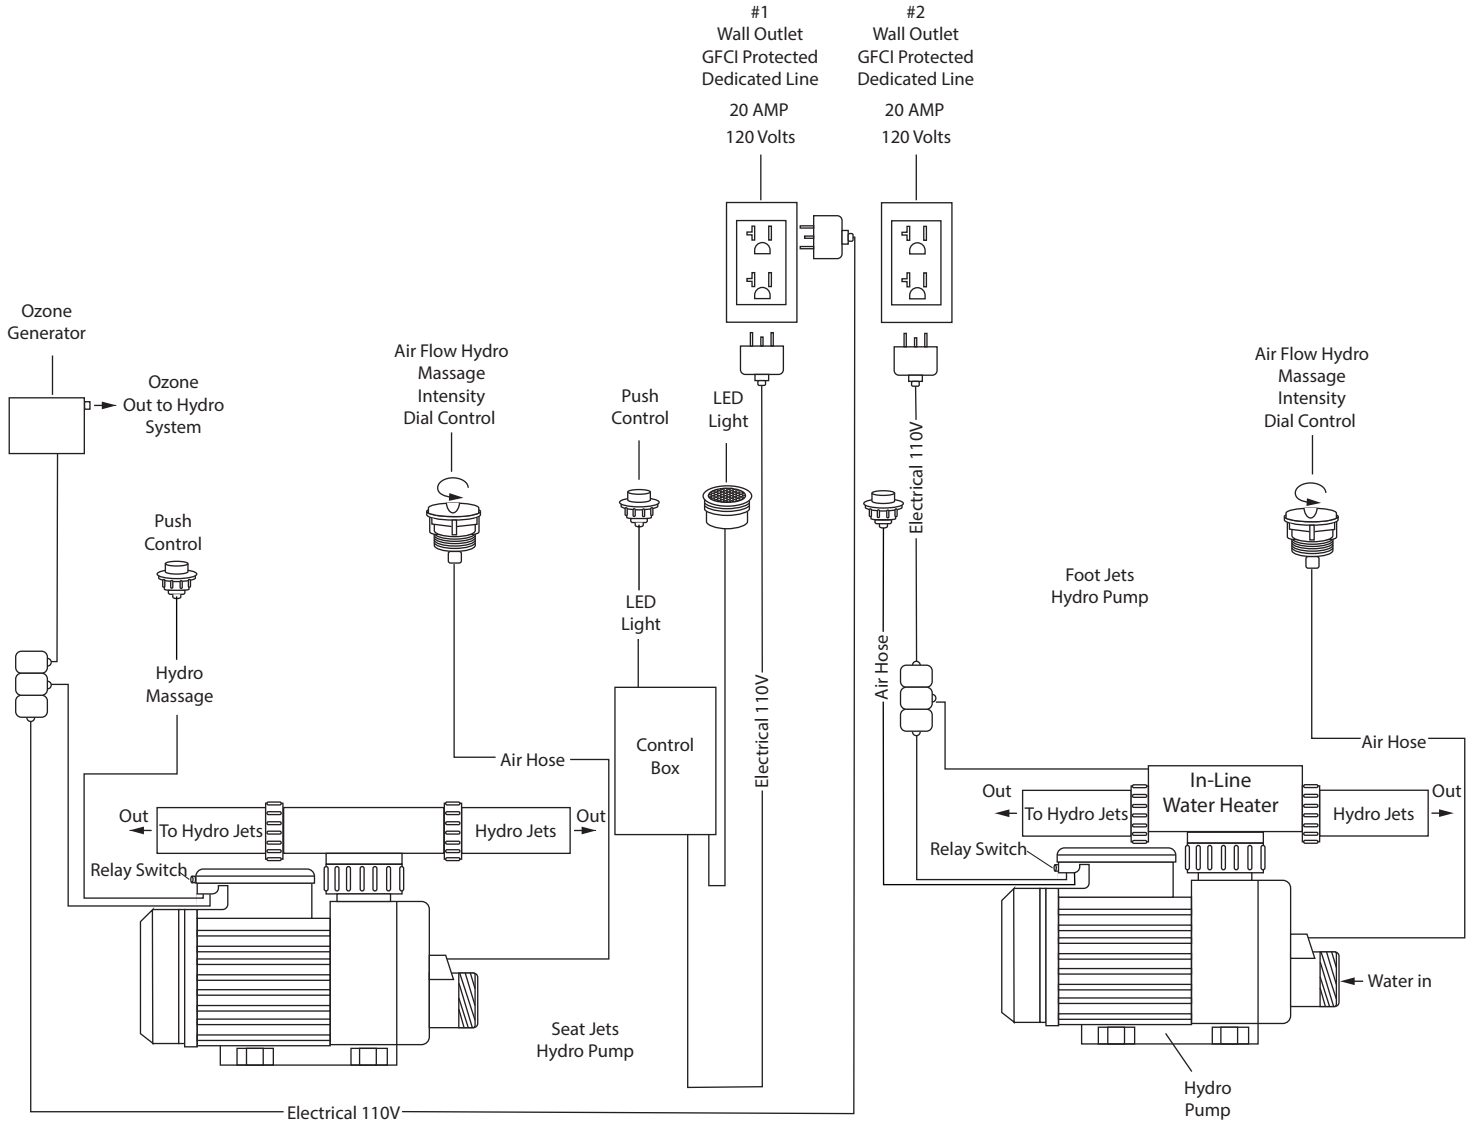 #1
Wall Outlet
GFCI Protected
Dedicated Line
20 AMP
120 Volts
#2
Wall Outlet
GFCI Protected
Dedicated Line
20 AMP
120 Volts
Ozone
Generator
Ozone
Out to Hydro
System
Air Flow Hydro
Massage
Intensity
Dial Control
Push
Control
LED
Light
Air Flow Hydro
Massage
Intensity
Dial Control
Push
Control
Electrical 110V
Foot Jets
Hydro Pump
LED
Light
Hydro
Massage
Air Hose
Electrical 110V
Control
Box
Air Hose
Air Hose
Out
To Hydro Jets
Hydro Jets
Out
Relay Switch
Out
To Hydro Jets
In-Line
Water Heater
Hydro Jets
Out
Relay Switch
Water in
Seat Jets
Hydro Pump
Hydro
Pump
Electrical 110V